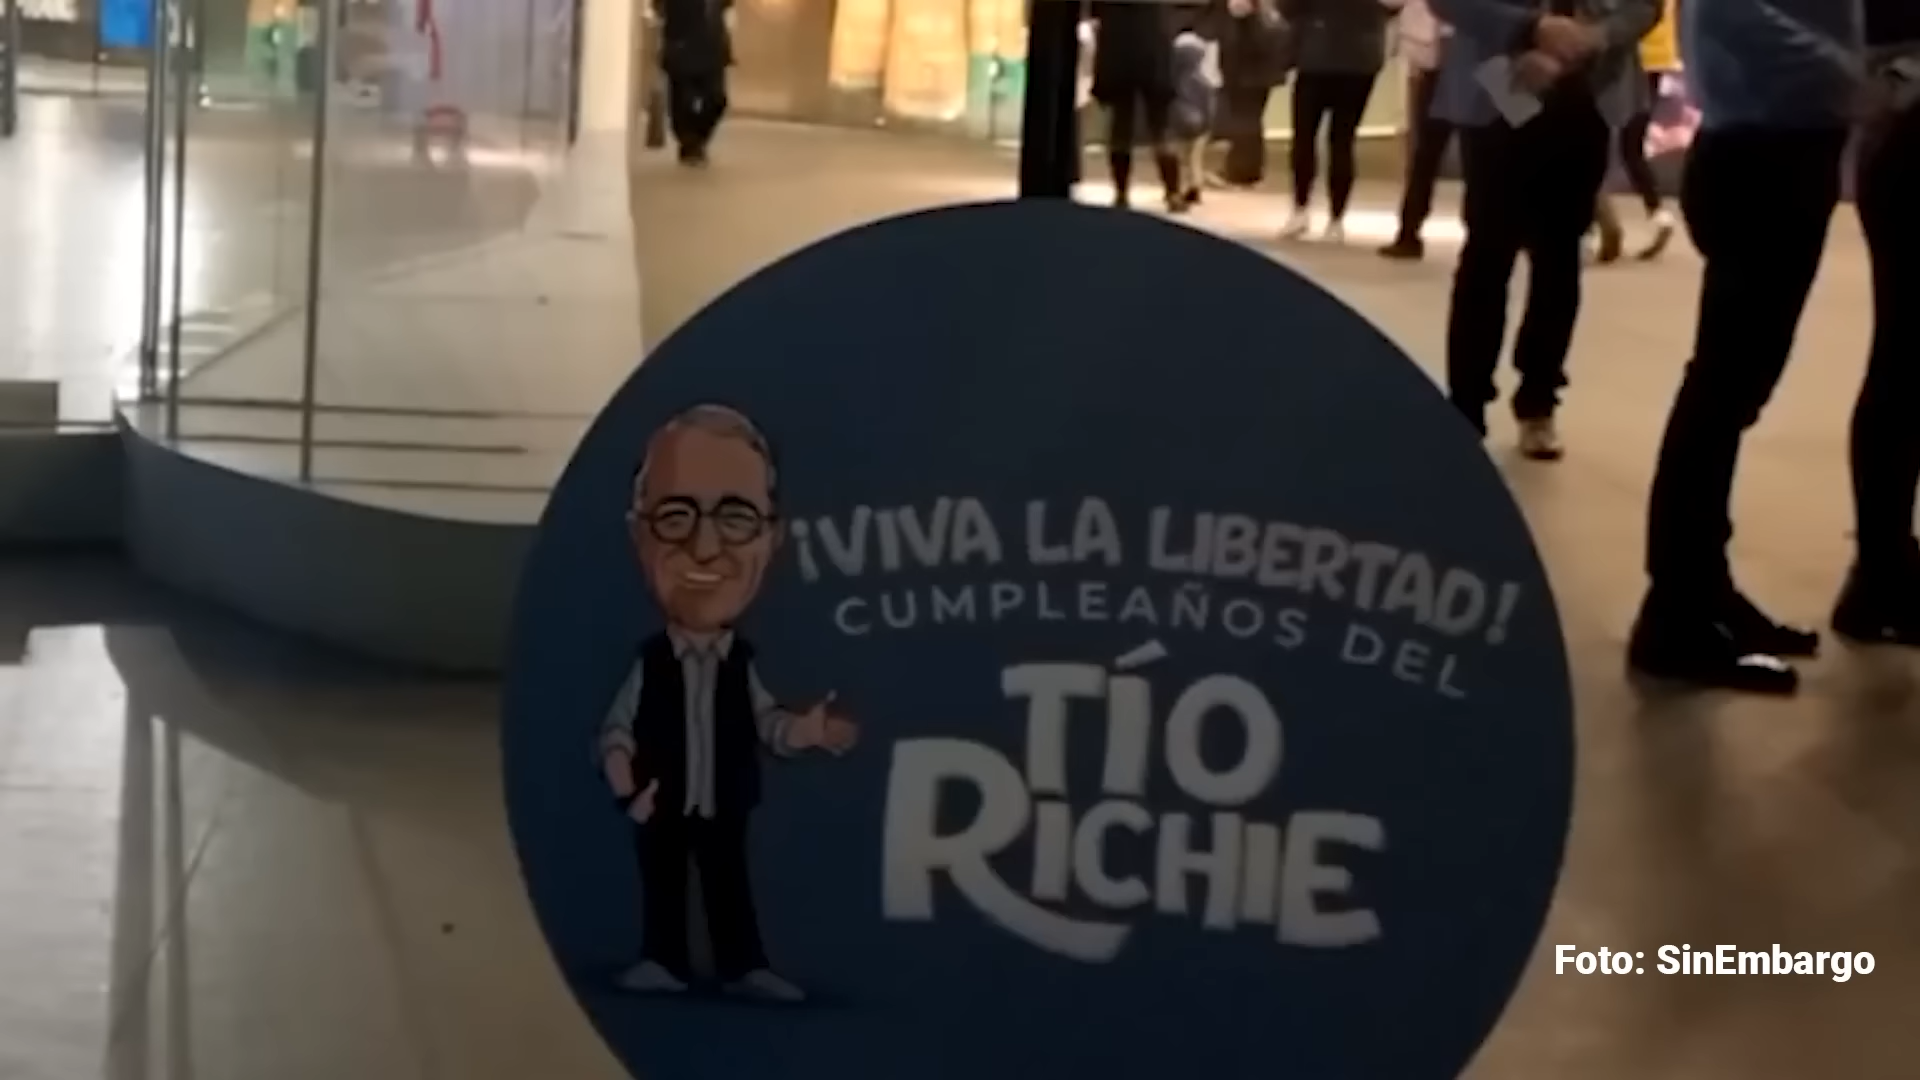 ¡VIVA LA LIBERTAD!
CUMPLEAÑOS DEL
TÍO
RICHIE
Foto: SinEmbargo